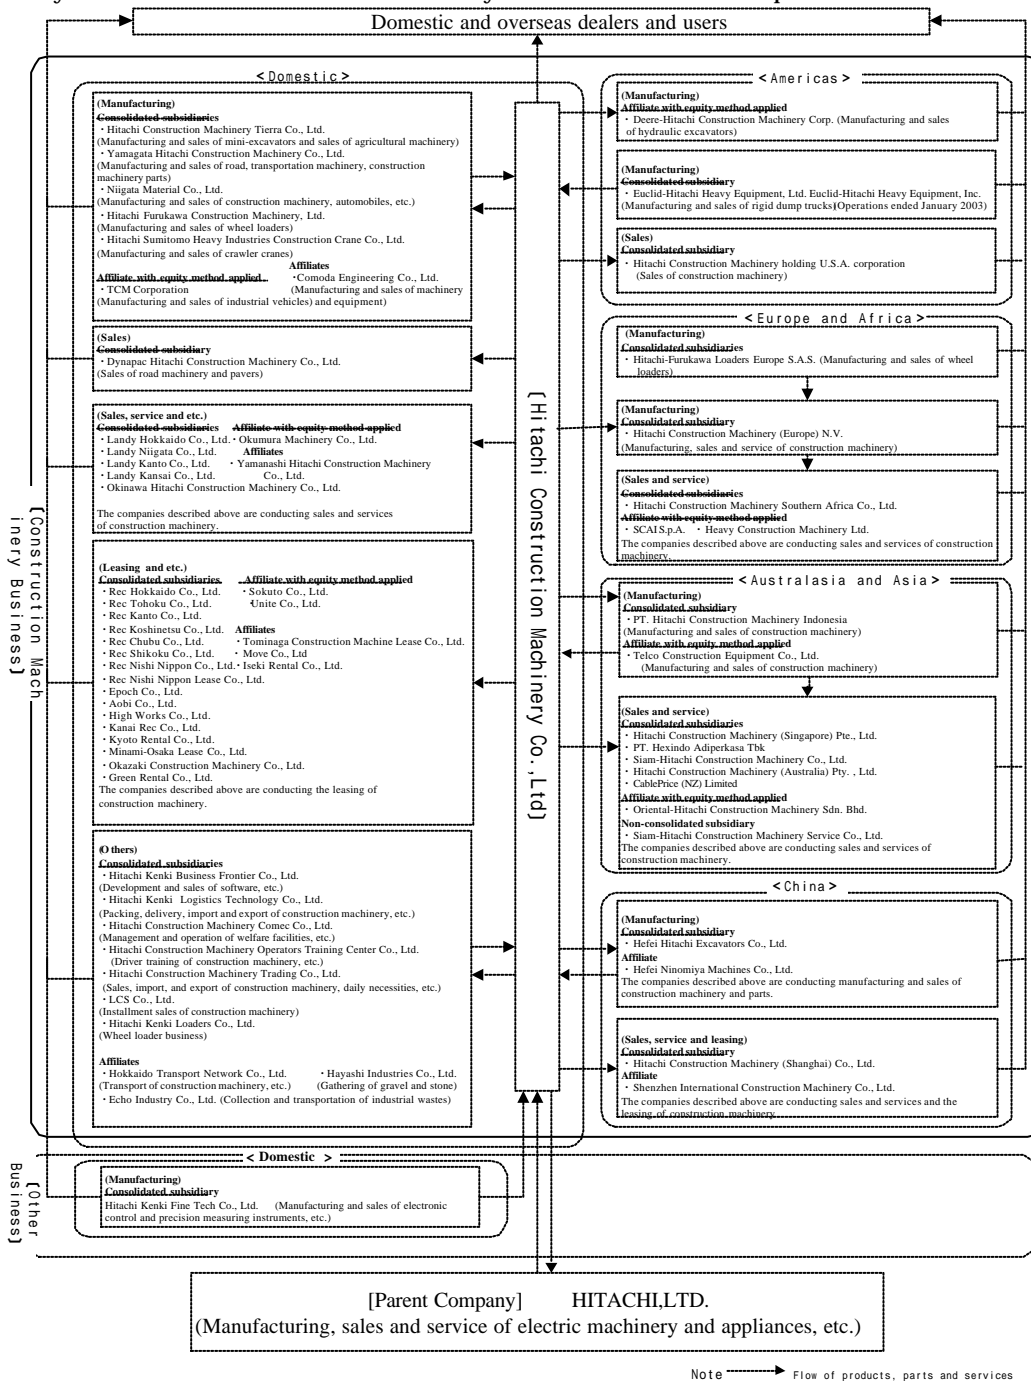 Domestic and overseas dealers and users
<Domestic>
(Manufacturing)
Consolidated subsidiaries
・Hitachi Construction Machinery Tierra Co., Ltd.
(Manufacturing and sales of mini-excavators and sales of agricultural machinery)
・Yamagata Hitachi Construction Machinery Co., Ltd.
(Manufacturing and sales of road, transportation machinery, construction
machinery parts)
・Niigata Material Co., Ltd.
(Manufacturing and sales of construction machinery, automobiles, etc.)
・Hitachi Furukawa Construction Machinery, Ltd.
(Manufacturing and sales of wheel loaders)
・Hitachi Sumitomo Heavy Industries Construction Crane Co., Ltd.
(Manufacturing and sales of crawler cranes)
Affiliates
Affiliate with equity method applied ・Comoda Engineering Co., Ltd.
・TCM Corporation (Manufacturing and sales of machinery
(Manufacturing and sales of industrial vehicles) and equipment)
(Sales)
Consolidated subsidiary
・Dynapac Hitachi Construction Machinery Co., Ltd.
(Sales of road machinery and pavers)
(Sales, service and etc.)
Consolidated subsidiaries Affiliate with equity method applied
・Landy Hokkaido Co., Ltd. ・Okumura Machinery Co., Ltd.
・Landy Niigata Co., Ltd. Affiliates
・Landy Kanto Co., Ltd. ・Yamanashi Hitachi Construction Machinery
・Landy Kansai Co., Ltd. Co., Ltd.
・Okinawa Hitachi Construction Machinery Co., Ltd.
The companies described above are conducting sales and services
of construction machinery.
(Leasing and etc.)
Consolidated subsidiaries Affiliate with equity method applied
・Rec Hokkaido Co., Ltd. ・Sokuto Co., Ltd.
・Rec Tohoku Co., Ltd. ・Unite Co., Ltd.
・Rec Kanto Co., Ltd.
・Rec Koshinetsu Co., Ltd. Affiliates
・Rec Chubu Co., Ltd. ・Tominaga Construction Machine Lease Co., Ltd.
・Rec Shikoku Co., Ltd. ・Move Co., Ltd
・Rec Nishi Nippon Co., Ltd. ・Iseki Rental Co., Ltd.
・Rec Nishi Nippon Lease Co., Ltd.
・Epoch Co., Ltd.
・Aobi Co., Ltd.
・High Works Co., Ltd.
・Kanai Rec Co., Ltd.
・Kyoto Rental Co., Ltd.
・Minami-Osaka Lease Co., Ltd.
・Okazaki Construction Machinery Co., Ltd.
・Green Rental Co., Ltd.
The companies described above are conducting the leasing of
construction machinery.
(Others)
Consolidated subsidiaries
・Hitachi Kenki Business Frontier Co., Ltd.
(Development and sales of software, etc.)
・Hitachi Kenki Logistics Technology Co., Ltd.
(Packing, delivery, import and export of construction machinery, etc.)
・Hitachi Construction Machinery Comec Co., Ltd.
(Management and operation of welfare facilities, etc.)
・Hitachi Construction Machinery Operators Training Center Co., Ltd.
(Driver training of construction machinery, etc.)
・Hitachi Construction Machinery Trading Co., Ltd.
(Sales, import, and export of construction machinery, daily necessities, etc.)
・LCS Co., Ltd.
(Installment sales of construction machinery)
・Hitachi Kenki Loaders Co., Ltd.
(Wheel loader business)
Affiliates
・Hokkaido Transport Network Co., Ltd. ・Hayashi Industries Co., Ltd.
(Transport of construction machinery, etc.) (Gathering of gravel and stone)
・Echo Industry Co., Ltd. (Collection and transportation of industrial wastes)
[Construction Mach
inery Business]
[Hitachi Construction Machinery Co.,Ltd]
<Americas>
(Manufacturing)
Affiliate with equity method applied
・Deere-Hitachi Construction Machinery Corp. (Manufacturing and sales
of hydraulic excavators)
(Manufacturing)
Consolidated subsidiary
・Euclid-Hitachi Heavy Equipment, Ltd. Euclid-Hitachi Heavy Equipment, Inc.
(Manufacturing and sales of rigid dump trucks)(Operations ended January 2003)
(Sales)
Consolidated subsidiary
・Hitachi Construction Machinery holding U.S.A. corporation
(Sales of construction machinery)
<Europe and Africa>
(Manufacturing)
Consolidated subsidiaries
・Hitachi-Furukawa Loaders Europe S.A.S. (Manufacturing and sales of wheel
loaders)
(Manufacturing)
Consolidated subsidiary
・Hitachi Construction Machinery (Europe) N.V.
(Manufacturing, sales and service of construction machinery)
(Sales and service)
Consolidated subsidiaries
・Hitachi Construction Machinery Southern Africa Co., Ltd.
Affiliate with equity method applied
・SCAI S.p.A. ・Heavy Construction Machinery Ltd.
The companies described above are conducting sales and services of construction
machinery.
<Australasia and Asia>
(Manufacturing)
Consolidated subsidiary
・PT. Hitachi Construction Machinery Indonesia
(Manufacturing and sales of construction machinery)
Affiliate with equity method applied
・Telco Construction Equipment Co., Ltd.
(Manufacturing and sales of construction machinery)
(Sales and service)
Consolidated subsidiaries
・Hitachi Construction Machinery (Singapore) Pte., Ltd.
・PT. Hexindo Adiperkasa Tbk
・Siam-Hitachi Construction Machinery Co., Ltd.
・Hitachi Construction Machinery (Australia) Pty. , Ltd.
・CablePrice (NZ) Limited
Affiliate with equity method applied
・Oriental-Hitachi Construction Machinery Sdn. Bhd.
Non-consolidated subsidiary
・Siam-Hitachi Construction Machinery Service Co., Ltd.
The companies described above are conducting sales and services of
construction machinery.
<China>
(Manufacturing)
Consolidated subsidiary
・Hefei Hitachi Excavators Co., Ltd.
Affiliate
・Hefei Ninomiya Machines Co., Ltd.
The companies described above are conducting manufacturing and sales of
construction machinery and parts.
(Sales, service and leasing)
Consolidated subsidiary
・Hitachi Construction Machinery (Shanghai) Co., Ltd.
Affiliate
・Shenzhen International Construction Machinery Co., Ltd.
The companies described above are conducting sales and services and the
leasing of construction machinery
[Other
Business]
< Domestic >
(Manufacturing)
Consolidated subsidiary
Hitachi Kenki Fine Tech Co., Ltd. (Manufacturing and sales of electronic
control and precision measuring instruments, etc.)
[Parent Company] HITACHI,LTD.
(Manufacturing, sales and service of electric machinery and appliances, etc.)
Note Flow of products, parts and services